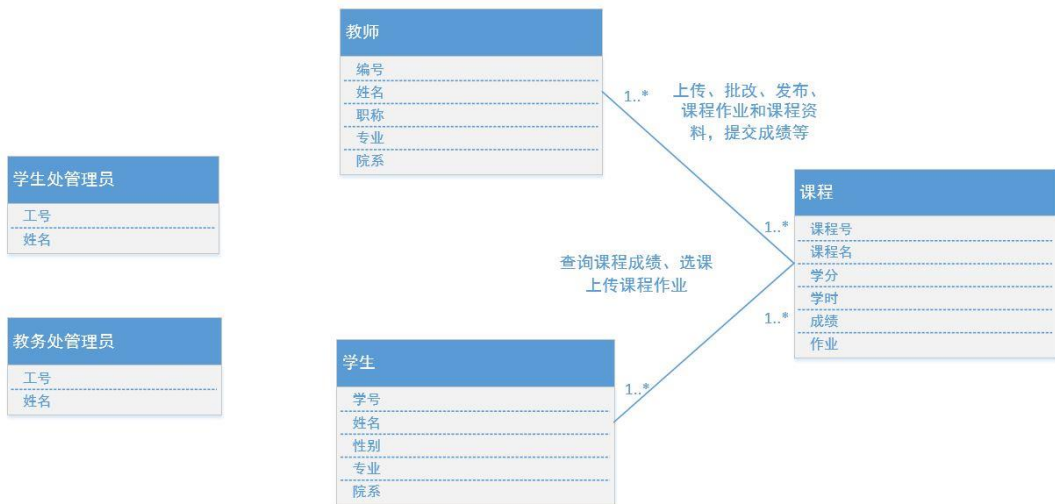 教师
编号
姓名
职称
专业
院系
1..*
上传、批改、发布、
课程作业和课程资
料，提交成绩等
学生处管理员
工号
姓名
课程
课程号
课程名
学分
学时
成绩
作业
1..*
查询课程成绩、选课
上传课程作业
1..*
教务处管理员
工号
姓名
学生
学号
姓名
性别
专业
院系
1..*